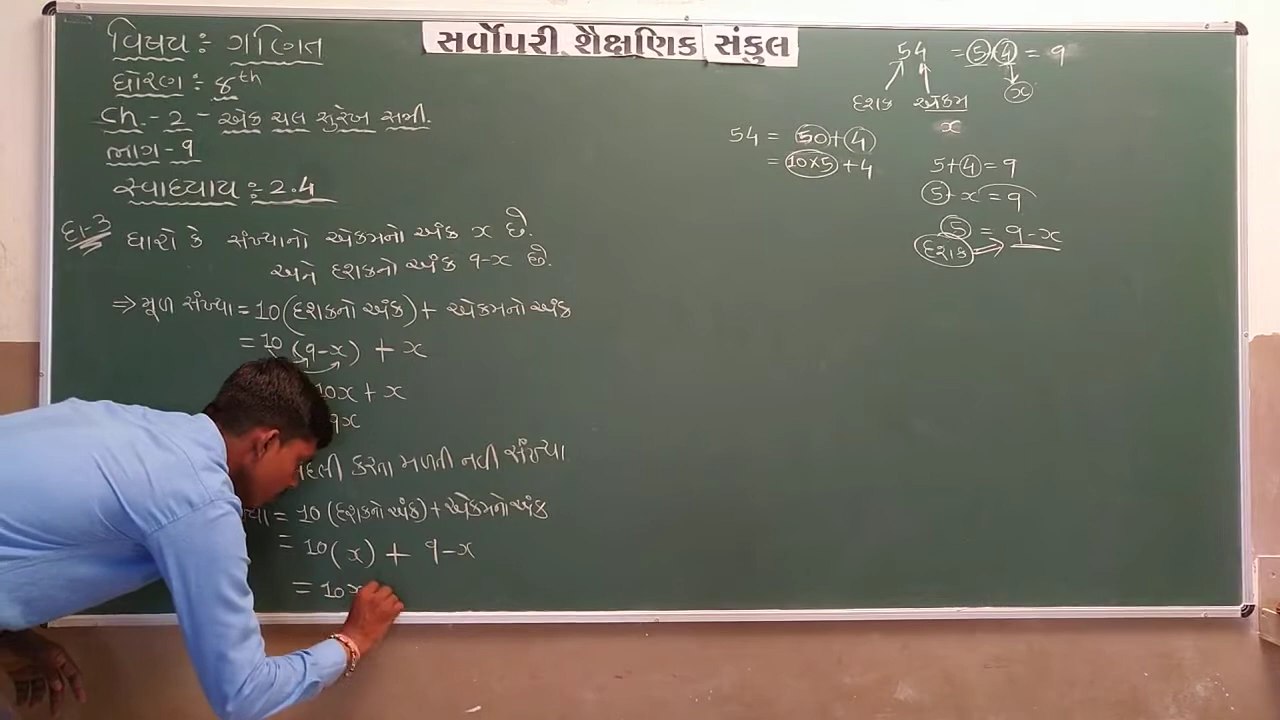 સર્વોપરી શૈક્ષણિક સંકુલ
વિષય ઃ ગણિત
ધોરણ ઃ 8th
Ch. - 2 - એક ચલ સુરેખ સમી.
ભાગ - 9
સ્વાધ્યાય ઃ 2.4
દા-3 ધારો કે સંખ્યાનો એકમનો અંક x છે.
અને દશકનો અંક 9-x છે.
⇒ મૂળ સંખ્યા = 10 (દશકનો અંક) + એકમનો અંક
= 10 (9-x) + x
10x + x
9x
બદલી કરતા મળતી નવી સંખ્યા
= 10 (દશકનો અંક) + એકમનો અંક
= 10 (x) + 9-x
= 10x
54 = 5+4 = 9
દશક એકમ x
x
54 = 50+4
= 10×5 +4
5+4 = 9
5+x = 9
5 = 9-x
દશક ⇒